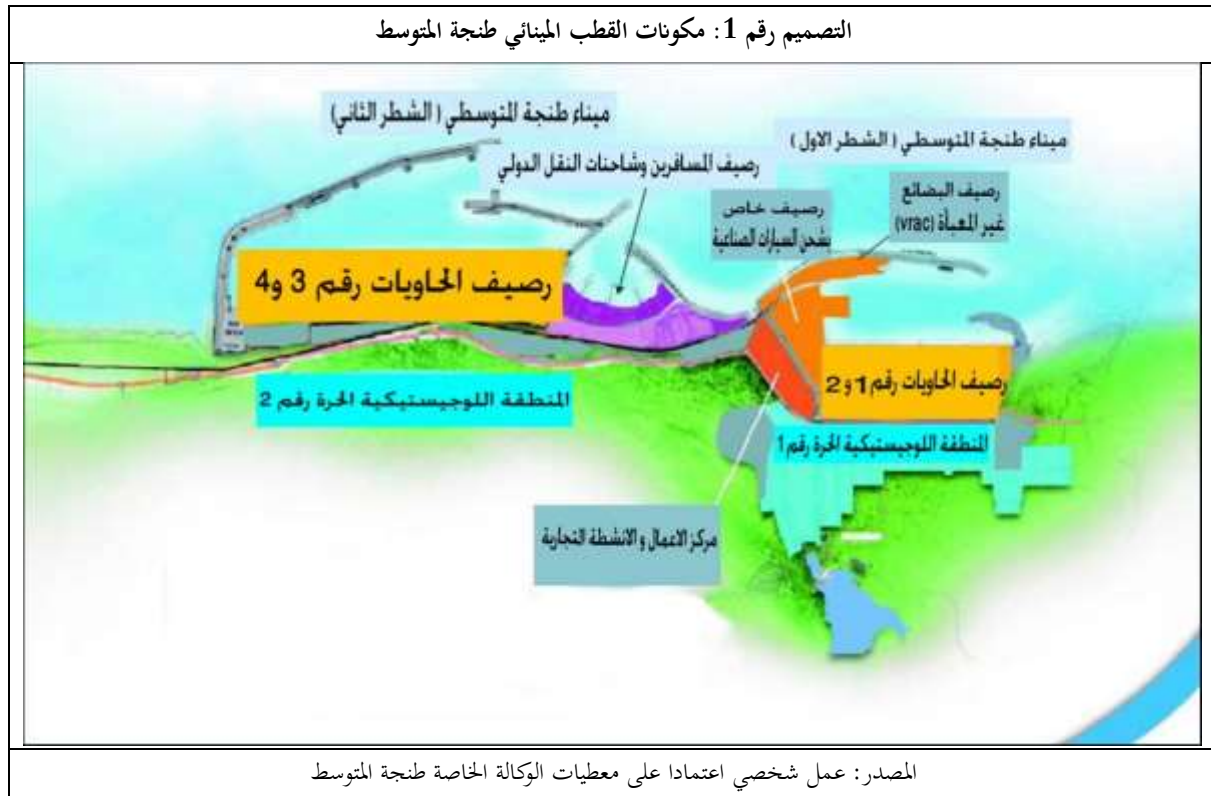 التصميم رقم 1: مكونات القطب المينائي طنجة المتوسط
ميناء طنجة المتوسطي ( الشطر الثاني)
ميناء طنجة المتوسطي ( الشطر الاول )
رصيف المسافرين وشاحنات النقل الدولي
رصيف البضائع
غير المعبأة (vrac)
رصيف خاص
بشحن السيارات الصناعية
رصيف الحاويات رقم 3 و4
رصيف الحاويات رقم 1 و 2
المنطقة اللوجيستيكية الحرة رقم 2
المنطقة اللوجيستيكية الحرة رقم 1
مركز الاعمال و الانشطة التجارية
المصدر: عمل شخصي اعتمادا على معطيات الوكالة الخاصة طنجة المتوسط